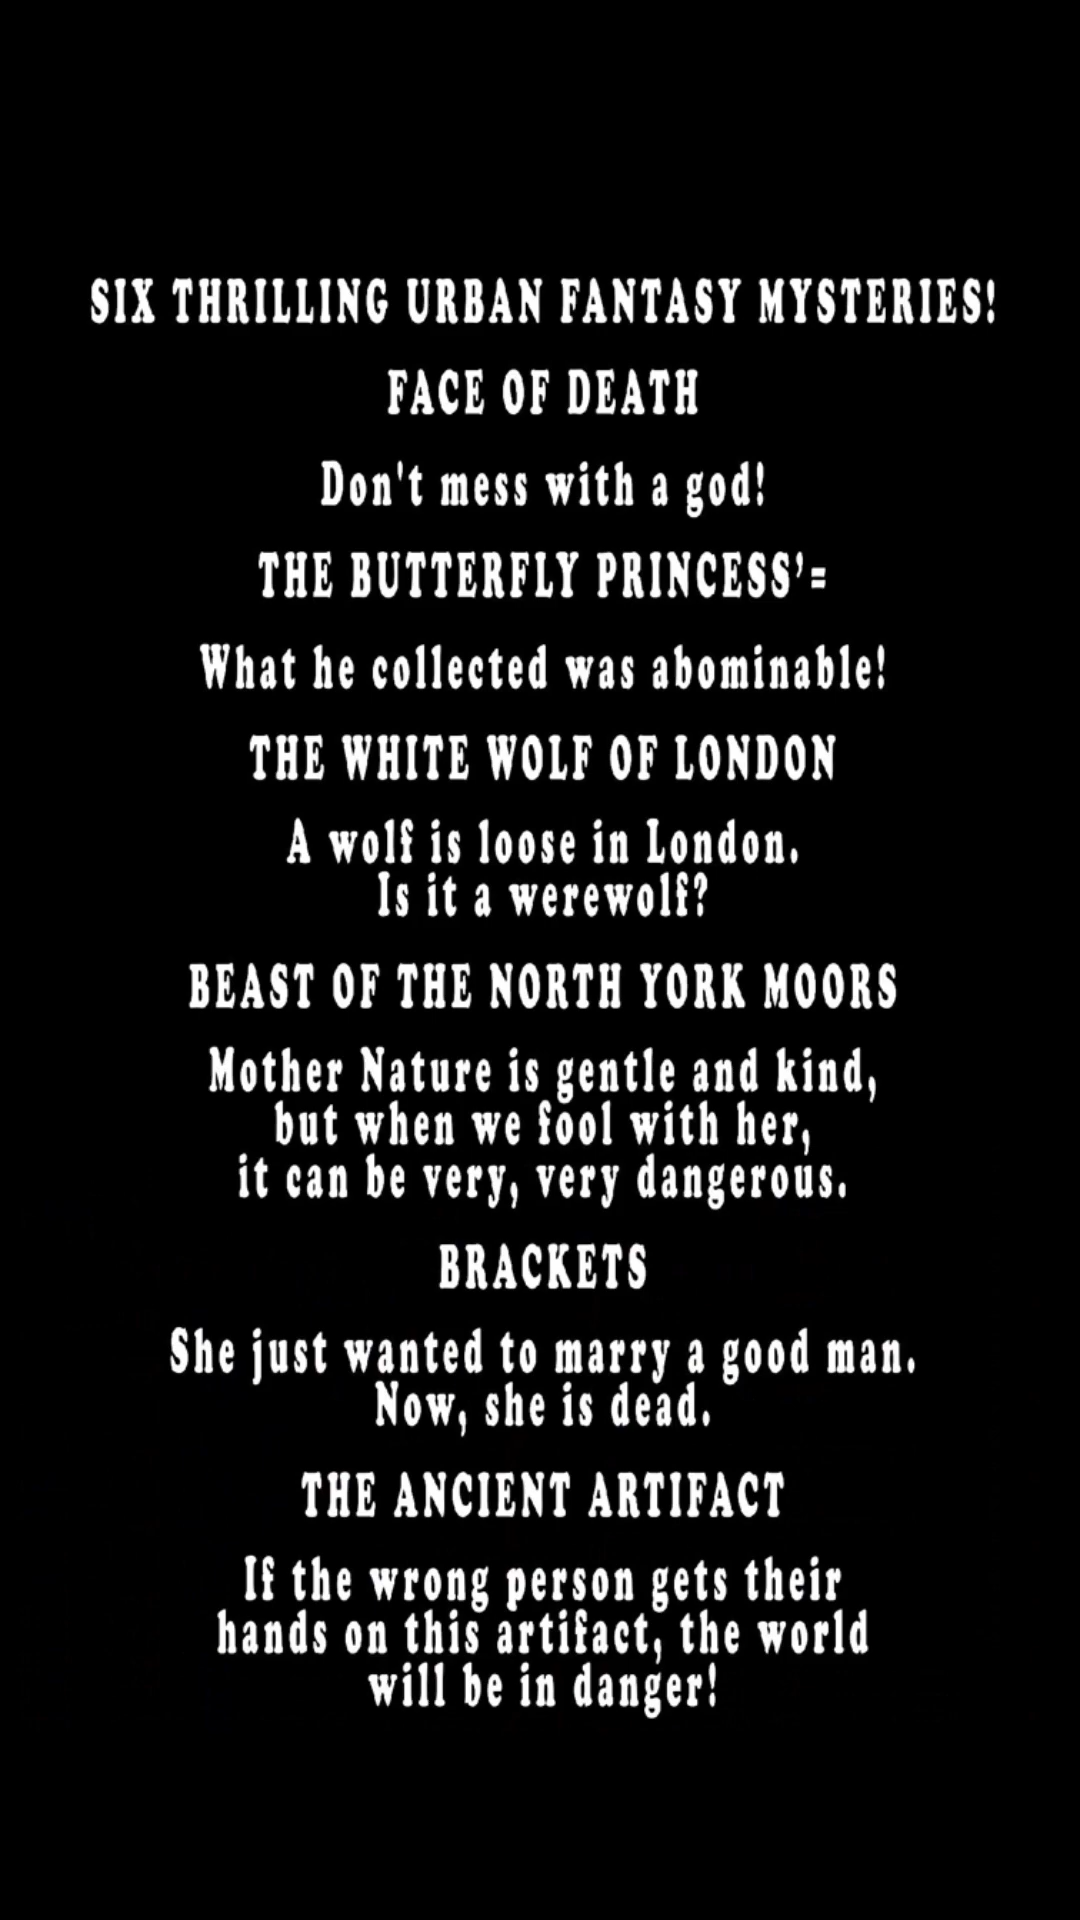 SIX THRILLING URBAN FANTASY MYSTERIES!
FACE OF DEATH
Don't mess with a god!
THE BUTTERFLY PRINCESS’=
What he collected was abominable!
THE WHITE WOLF OF LONDON
A wolf is loose in London.
Is it a werewolf?
BEAST OF THE NORTH YORK MOORS
Mother Nature is gentle and kind,
but when we fool with her,
it can be very, very dangerous.
BRACKETS
She just wanted to marry a good man.
Now, she is dead.
THE ANCIENT ARTIFACT
If the wrong person gets their
hands on this artifact, the world
will be in danger!